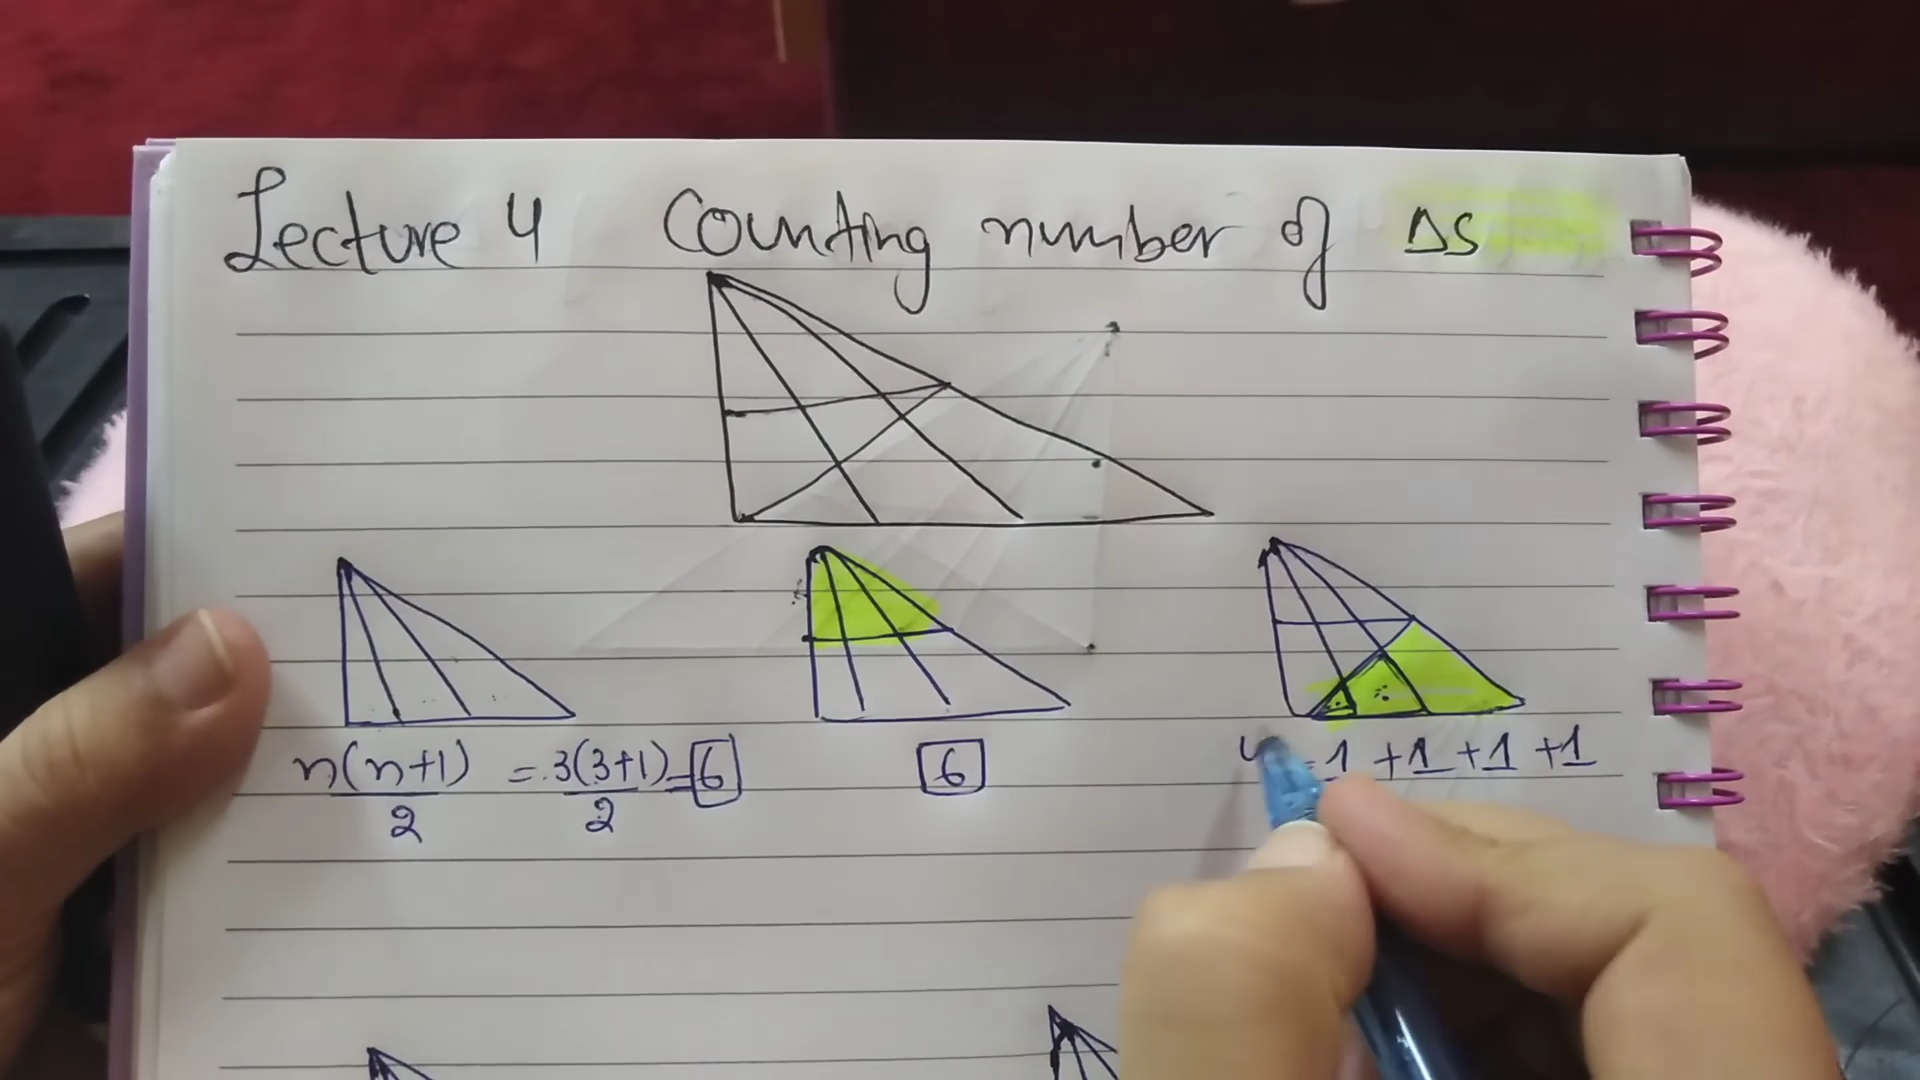 Lecture 4 Counting number of ΔS
n(n+1)/2 = 3(3+1)/2 = 6
6
4 = 1 + 1 + 1 + 1